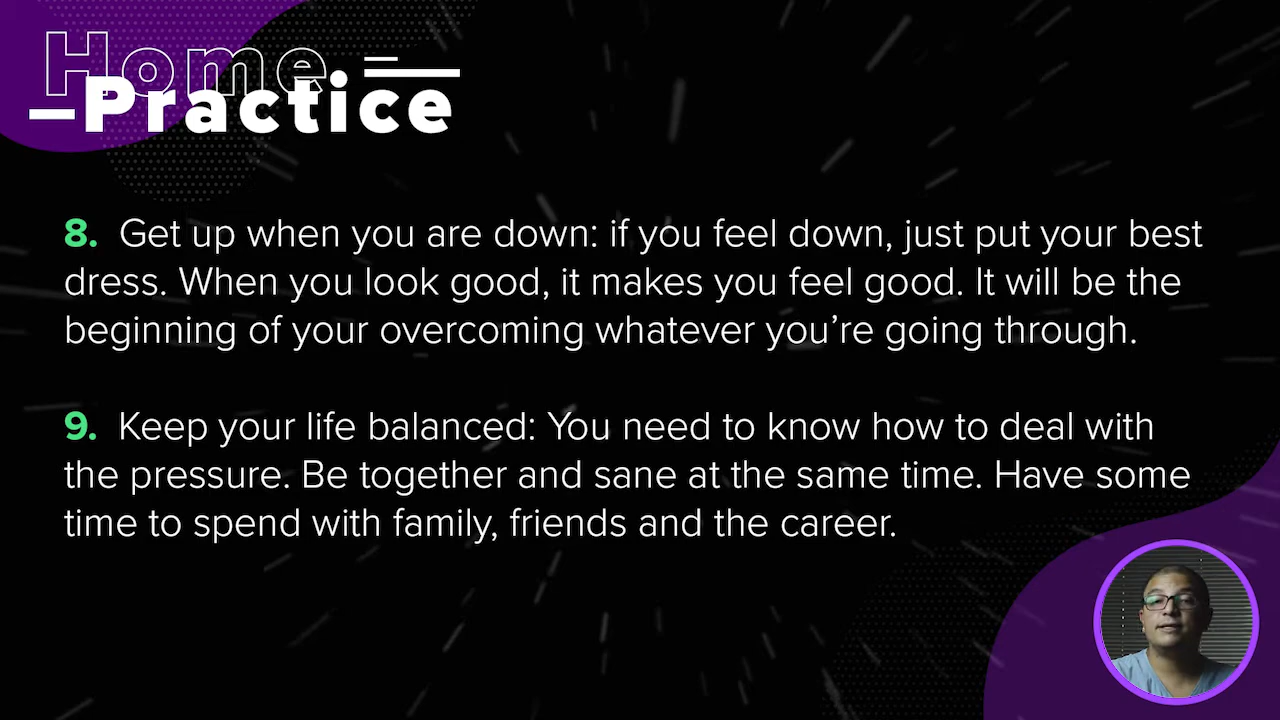 Home
Practice
8. Get up when you are down: if you feel down, just put your best
dress. When you look good, it makes you feel good. It will be the
beginning of your overcoming whatever you’re going through.
9. Keep your life balanced: You need to know how to deal with
the pressure. Be together and sane at the same time. Have some
time to spend with family, friends and the career.